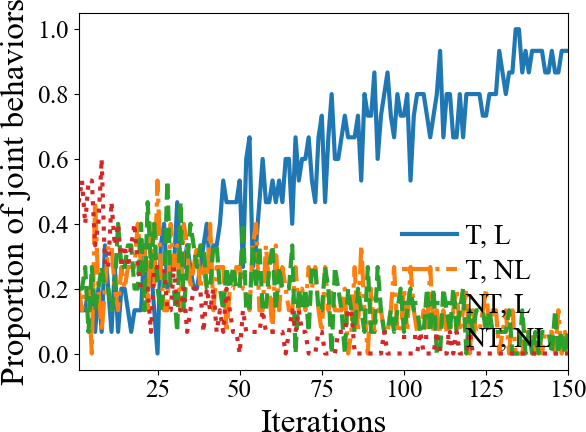 Proportion of joint behaviors
1.0
0.8
0.6
0.4
0.2
0.0
T, L
T, NL
NT, L
NT, NL
25
50
75
100
125
150
Iterations